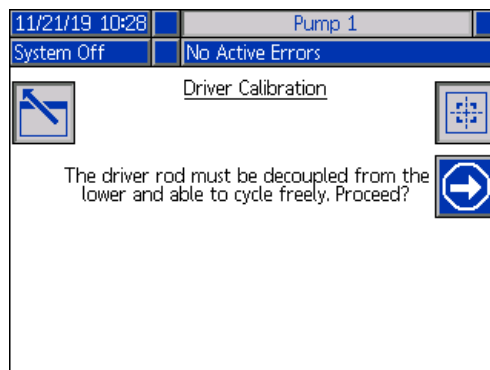 11/21/19 10:28
Pump 1
System Off
No Active Errors
Driver Calibration
The driver rod must be decoupled from the
lower and able to cycle freely. Proceed?